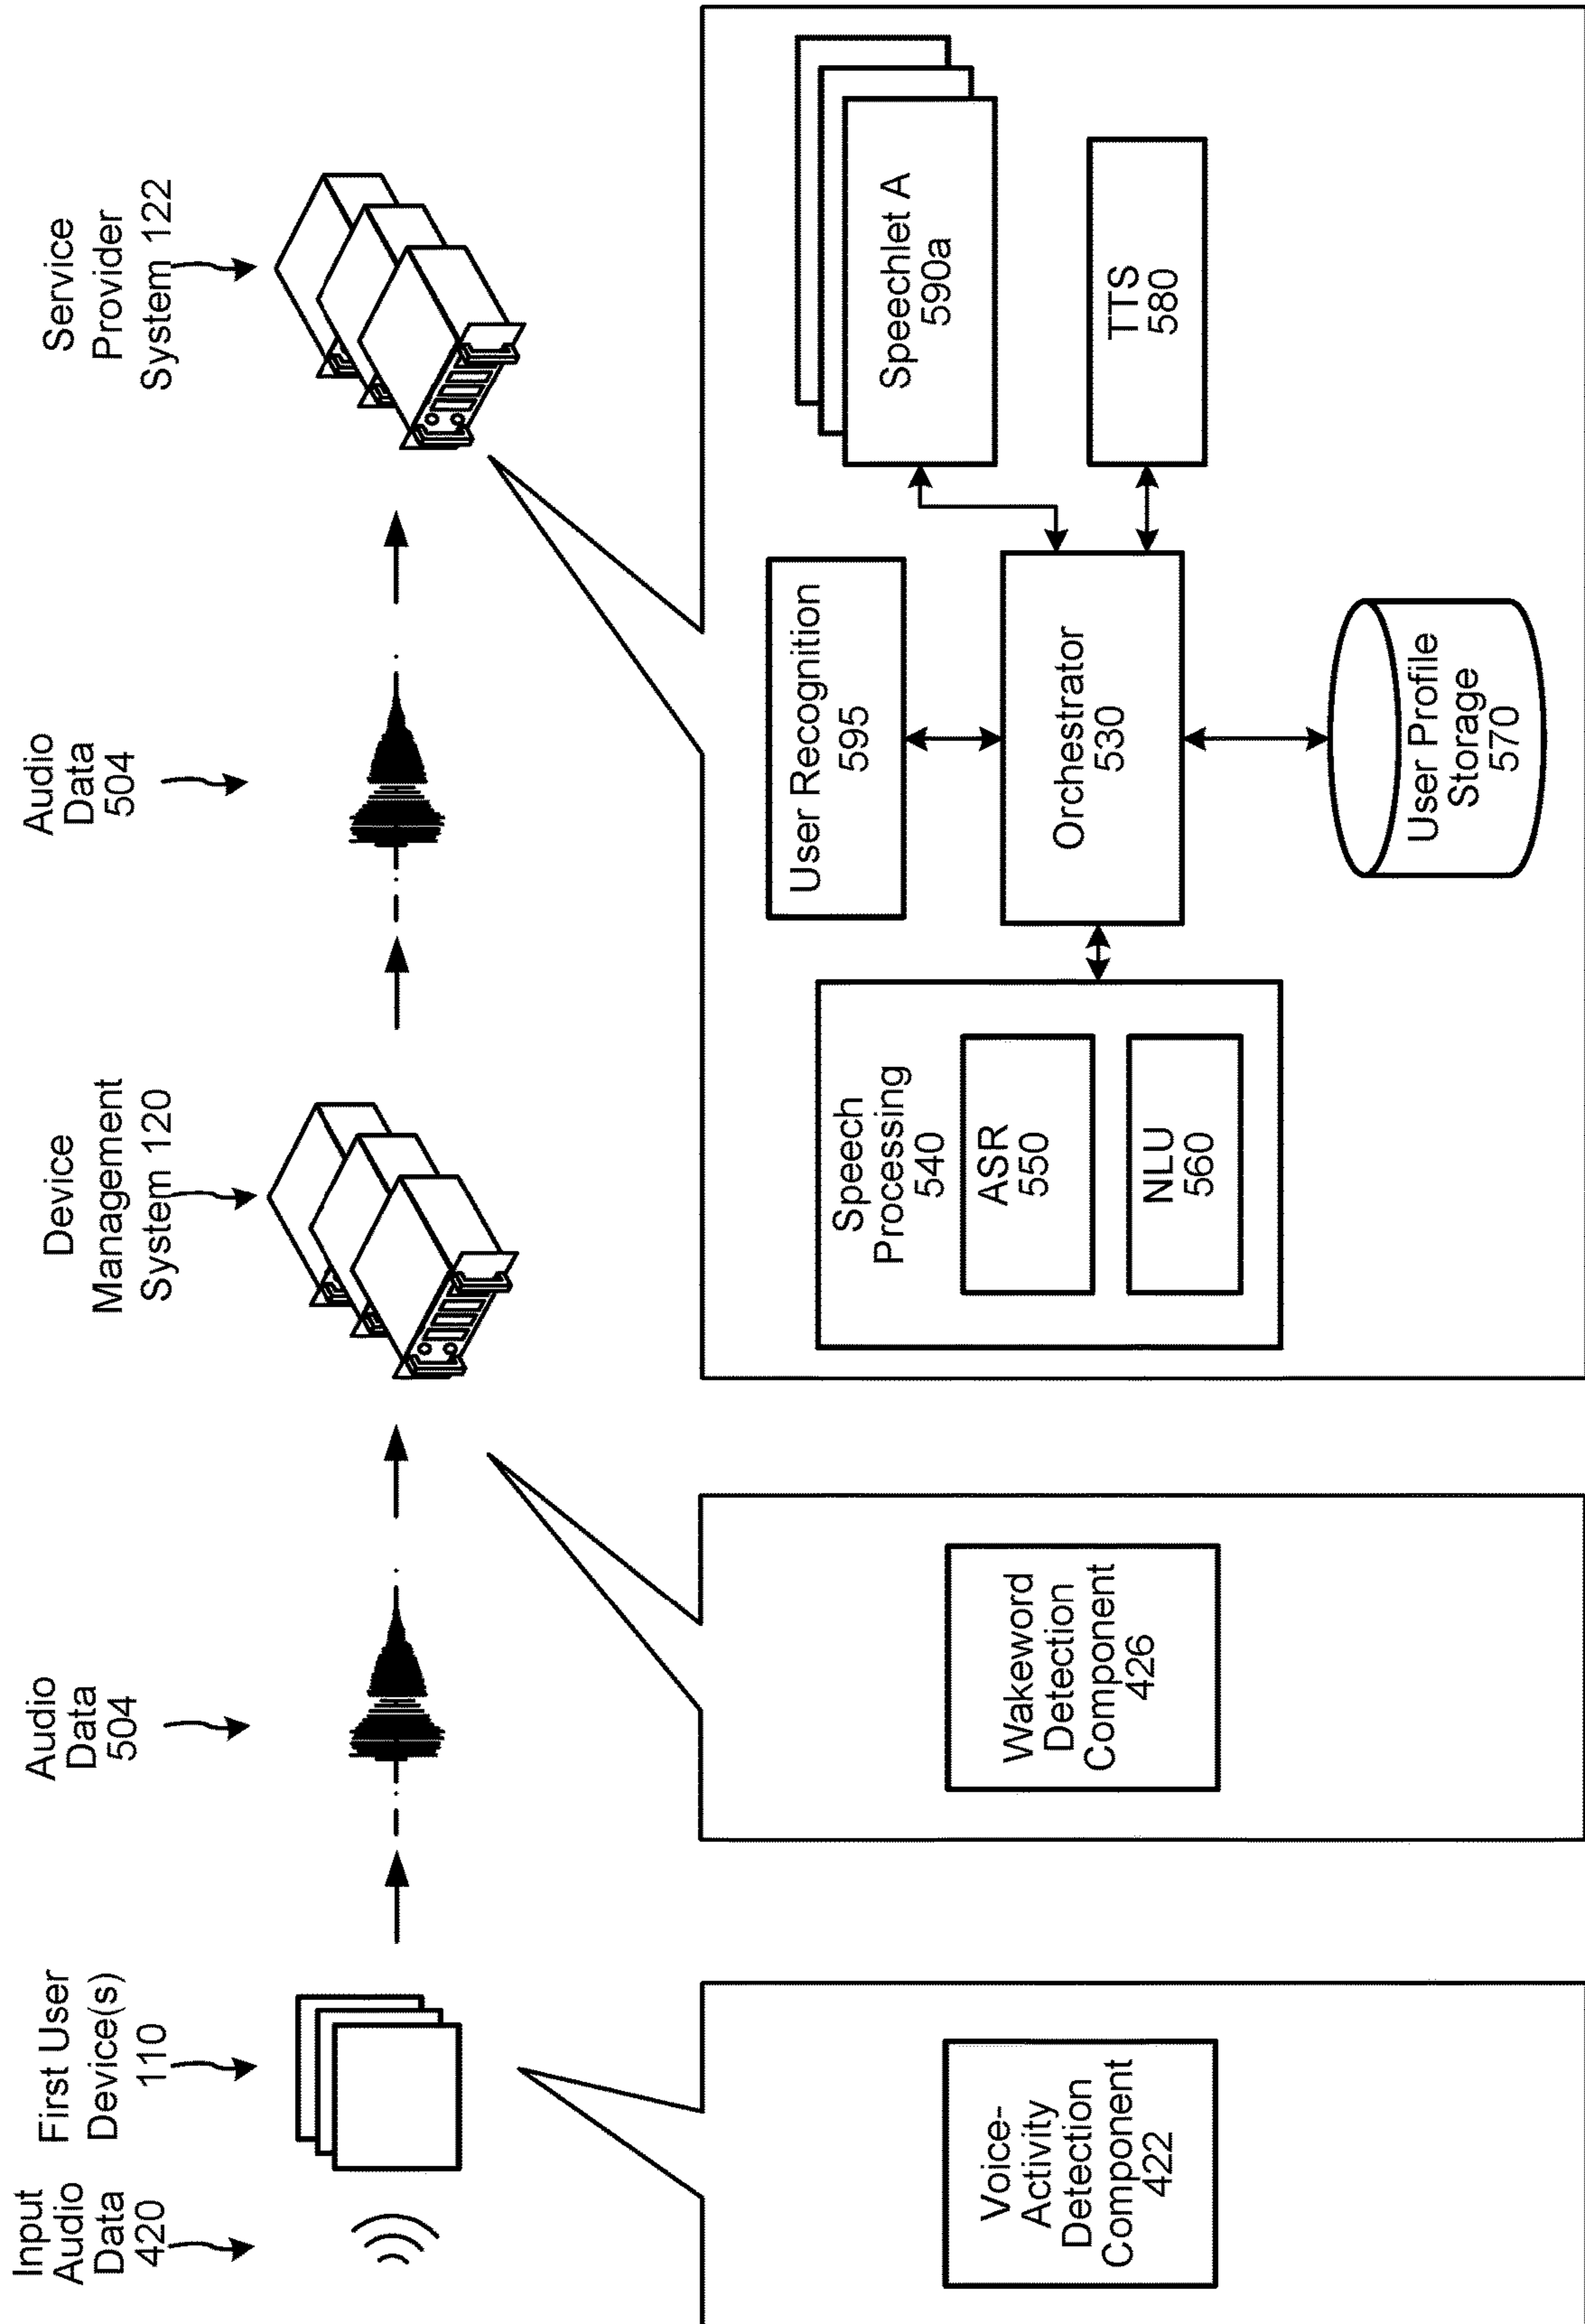 Input
Audio
Data
420
First User
Device(s)
110
Audio
Data
504
Device
Management
System 120
Audio
Data
504
Service
Provider
System 122
Voice-
Activity
Detection
Component
422
Wakeword
Detection
Component
426
Speech
Processing
540
ASR
550
NLU
560
User Recognition
595
Orchestrator
530
User Profile
Storage
570
Speechlet A
590a
TTS
580